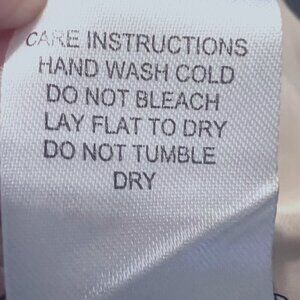 CARE INSTRUCTIONS
HAND WASH COLD
DO NOT BLEACH
LAY FLAT TO DRY
DO NOT TUMBLE
DRY